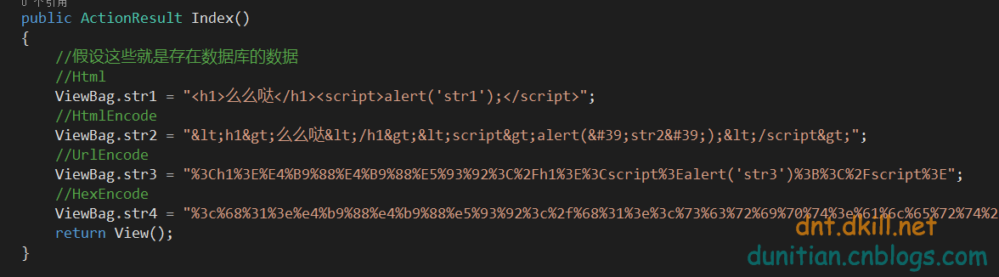 0 个引用
public ActionResult Index()
{
//假设这些就是存在数据库的数据
//Html
ViewBag.str1 = "<h1>么么哒</h1><script>alert('str1');</script>";
//HtmlEncode
ViewBag.str2 = "&lt;h1&gt;么么哒&lt;/h1&gt;&lt;script&gt;alert(&#39;str2&#39;);&lt;/script&gt;";
//UrlEncode
ViewBag.str3 = "%3Ch1%3E%E4%B9%88%E4%B9%88%E5%93%92%3C%2Fh1%3E%3Cscript%3Ealert('str3')%3B%3C%2Fscript%3E";
//HexEncode
ViewBag.str4 = "%3c%68%31%3e%e4%b9%88%e4%b9%88%e5%93%92%3c%2f%68%31%3e%3c%73%63%72%69%70%74%3e%61%6c%65%72%74%2
return View();
}
dnt.dkill.net
dunitian.cnblogs.com